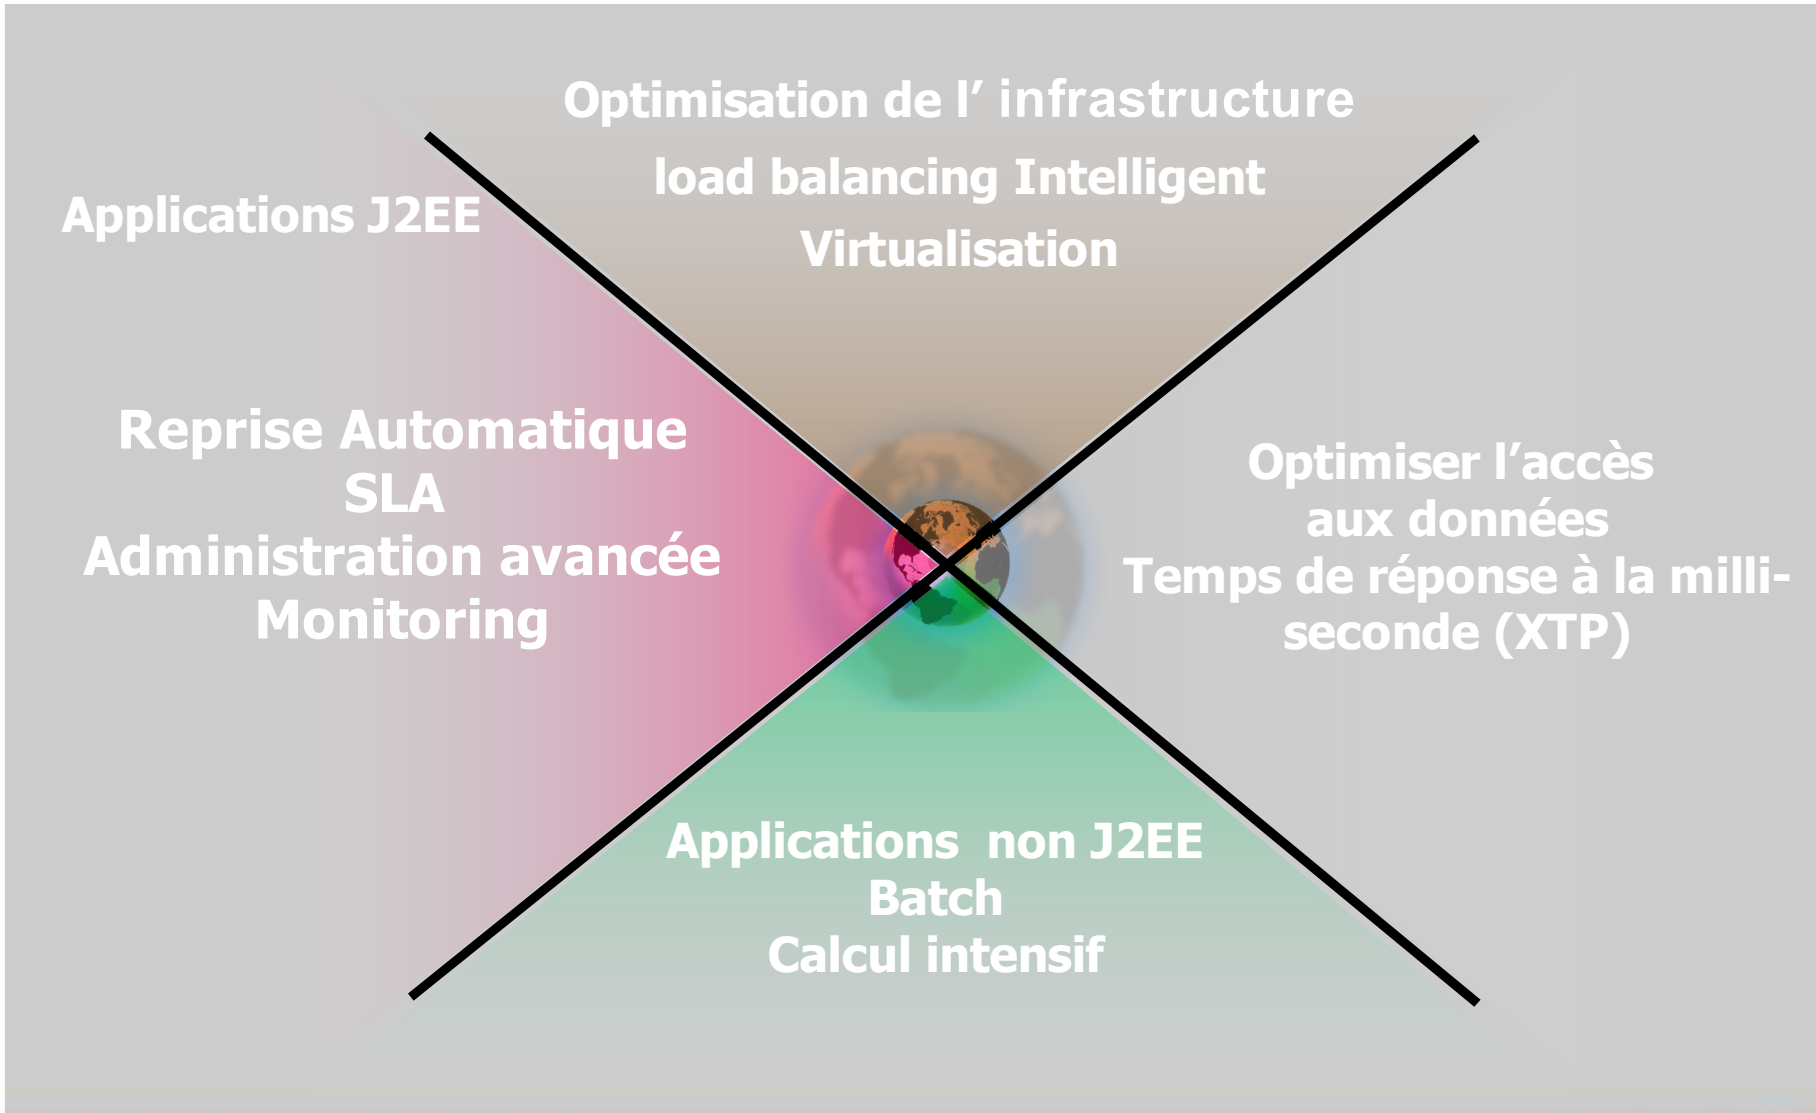 Optimisation de l’ infrastructure
load balancing Intelligent
Virtualisation
Applications J2EE
Reprise Automatique
SLA
Administration avancée
Monitoring
Optimiser l’accès
aux données
Temps de réponse à la milli-
seconde (XTP)
Applications  non J2EE
Batch
Calcul intensif